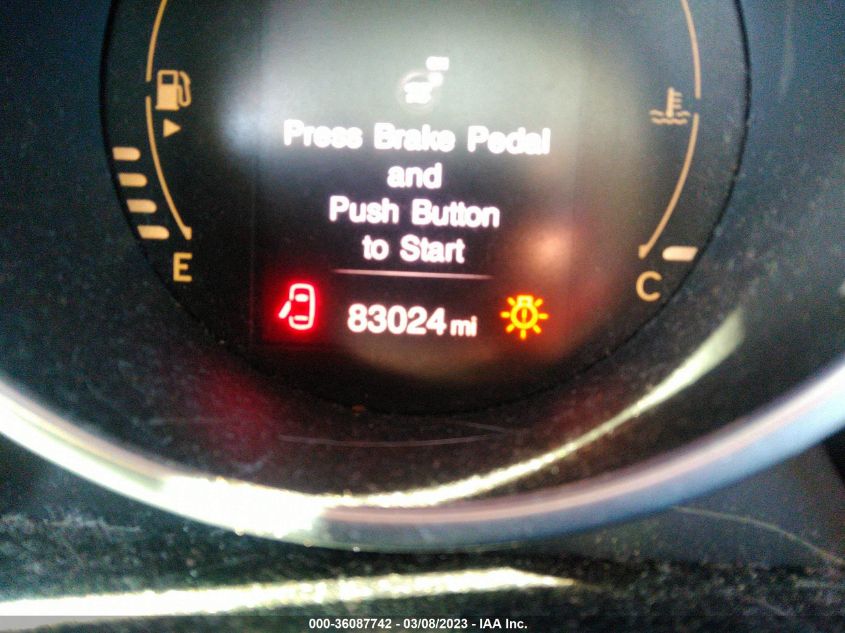 Press Brake Pedal
and
Push Button
to Start
E
C
83024 mi
000-36087742 - 03/08/2023 - IAA Inc.